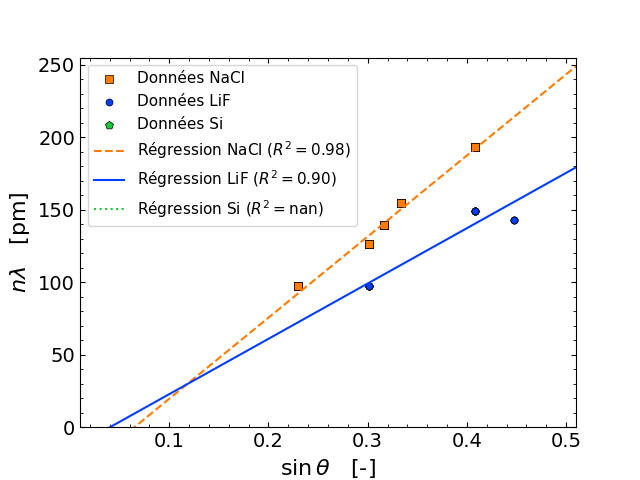 250
200
150
100
50
0
nλ [pm]
Données NaCl
Données LiF
Données Si
Régression NaCl (R² = 0.98)
Régression LiF (R² = 0.90)
Régression Si (R² = nan)
0.1 0.2 0.3 0.4 0.5
sin θ [-]